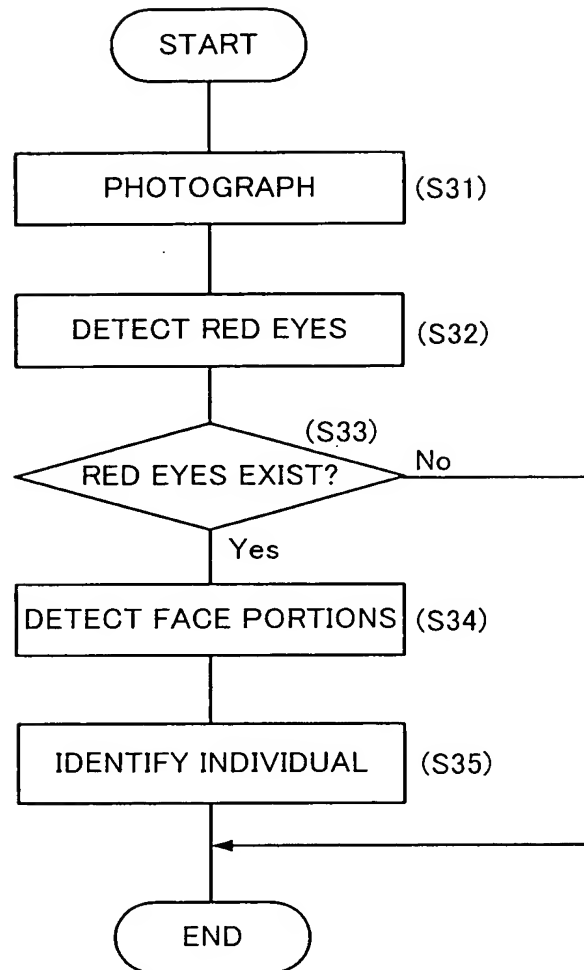 START
PHOTOGRAPH (S31)
DETECT RED EYES (S32)
(S33)
RED EYES EXIST? No
Yes
DETECT FACE PORTIONS (S34)
IDENTIFY INDIVIDUAL (S35)
END